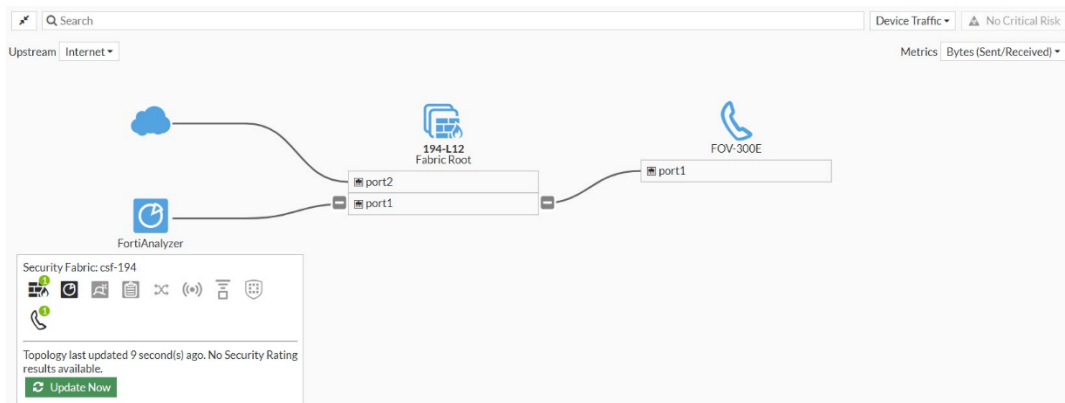 Search
Device Traffic
No Critical Risk
Upstream Internet
Metrics Bytes (Sent/Received)
194-L12
Fabric Root
FOV-300E
port2
port1
port1
FortiAnalyzer
Security Fabric: csf-194
1
1
Topology last updated 9 second(s) ago. No Security Rating
results available.
Update Now